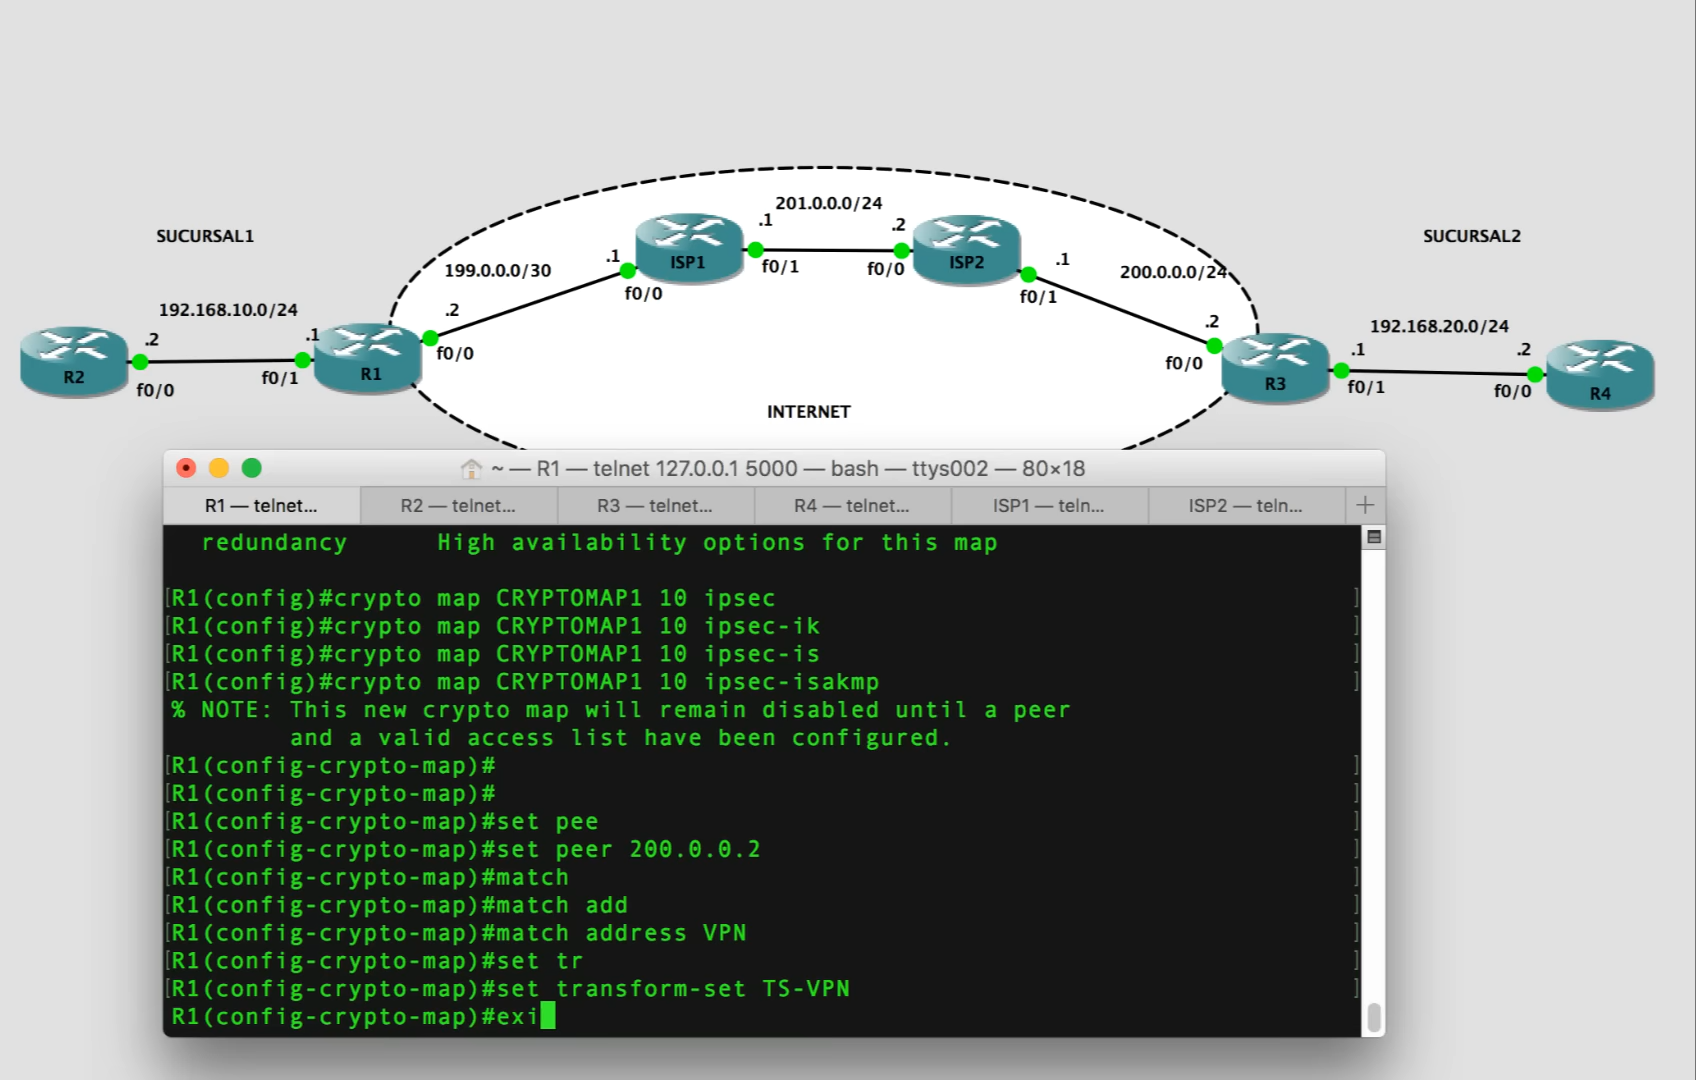 201.0.0.0/24
.1
.2
SUCURSAL1
SUCURSAL2
ISP1
ISP2
.1
.1
199.0.0.0/30
f0/1
f0/0
200.0.0.0/24
f0/0
f0/1
192.168.10.0/24
.2
.2
192.168.20.0/24
.2
.1
.1
.2
R2
f0/0
f0/1
R1
f0/0
f0/0
R3
f0/1
f0/0
R4
INTERNET
~ — R1 — telnet 127.0.0.1 5000 — bash — ttys002 — 80×18
R1 — telnet... R2 — telnet... R3 — telnet... R4 — telnet... ISP1 — teln... ISP2 — teln... +
redundancy High availability options for this map
[R1(config)#crypto map CRYPTOMAP1 10 ipsec ]
[R1(config)#crypto map CRYPTOMAP1 10 ipsec-ik ]
[R1(config)#crypto map CRYPTOMAP1 10 ipsec-is ]
[R1(config)#crypto map CRYPTOMAP1 10 ipsec-isakmp ]
% NOTE: This new crypto map will remain disabled until a peer
and a valid access list have been configured.
[R1(config-crypto-map)# ]
[R1(config-crypto-map)# ]
[R1(config-crypto-map)#set pee ]
[R1(config-crypto-map)#set peer 200.0.0.2 ]
[R1(config-crypto-map)#match ]
[R1(config-crypto-map)#match add ]
[R1(config-crypto-map)#match address VPN ]
[R1(config-crypto-map)#set tr ]
[R1(config-crypto-map)#set transform-set TS-VPN ]
R1(config-crypto-map)#exi